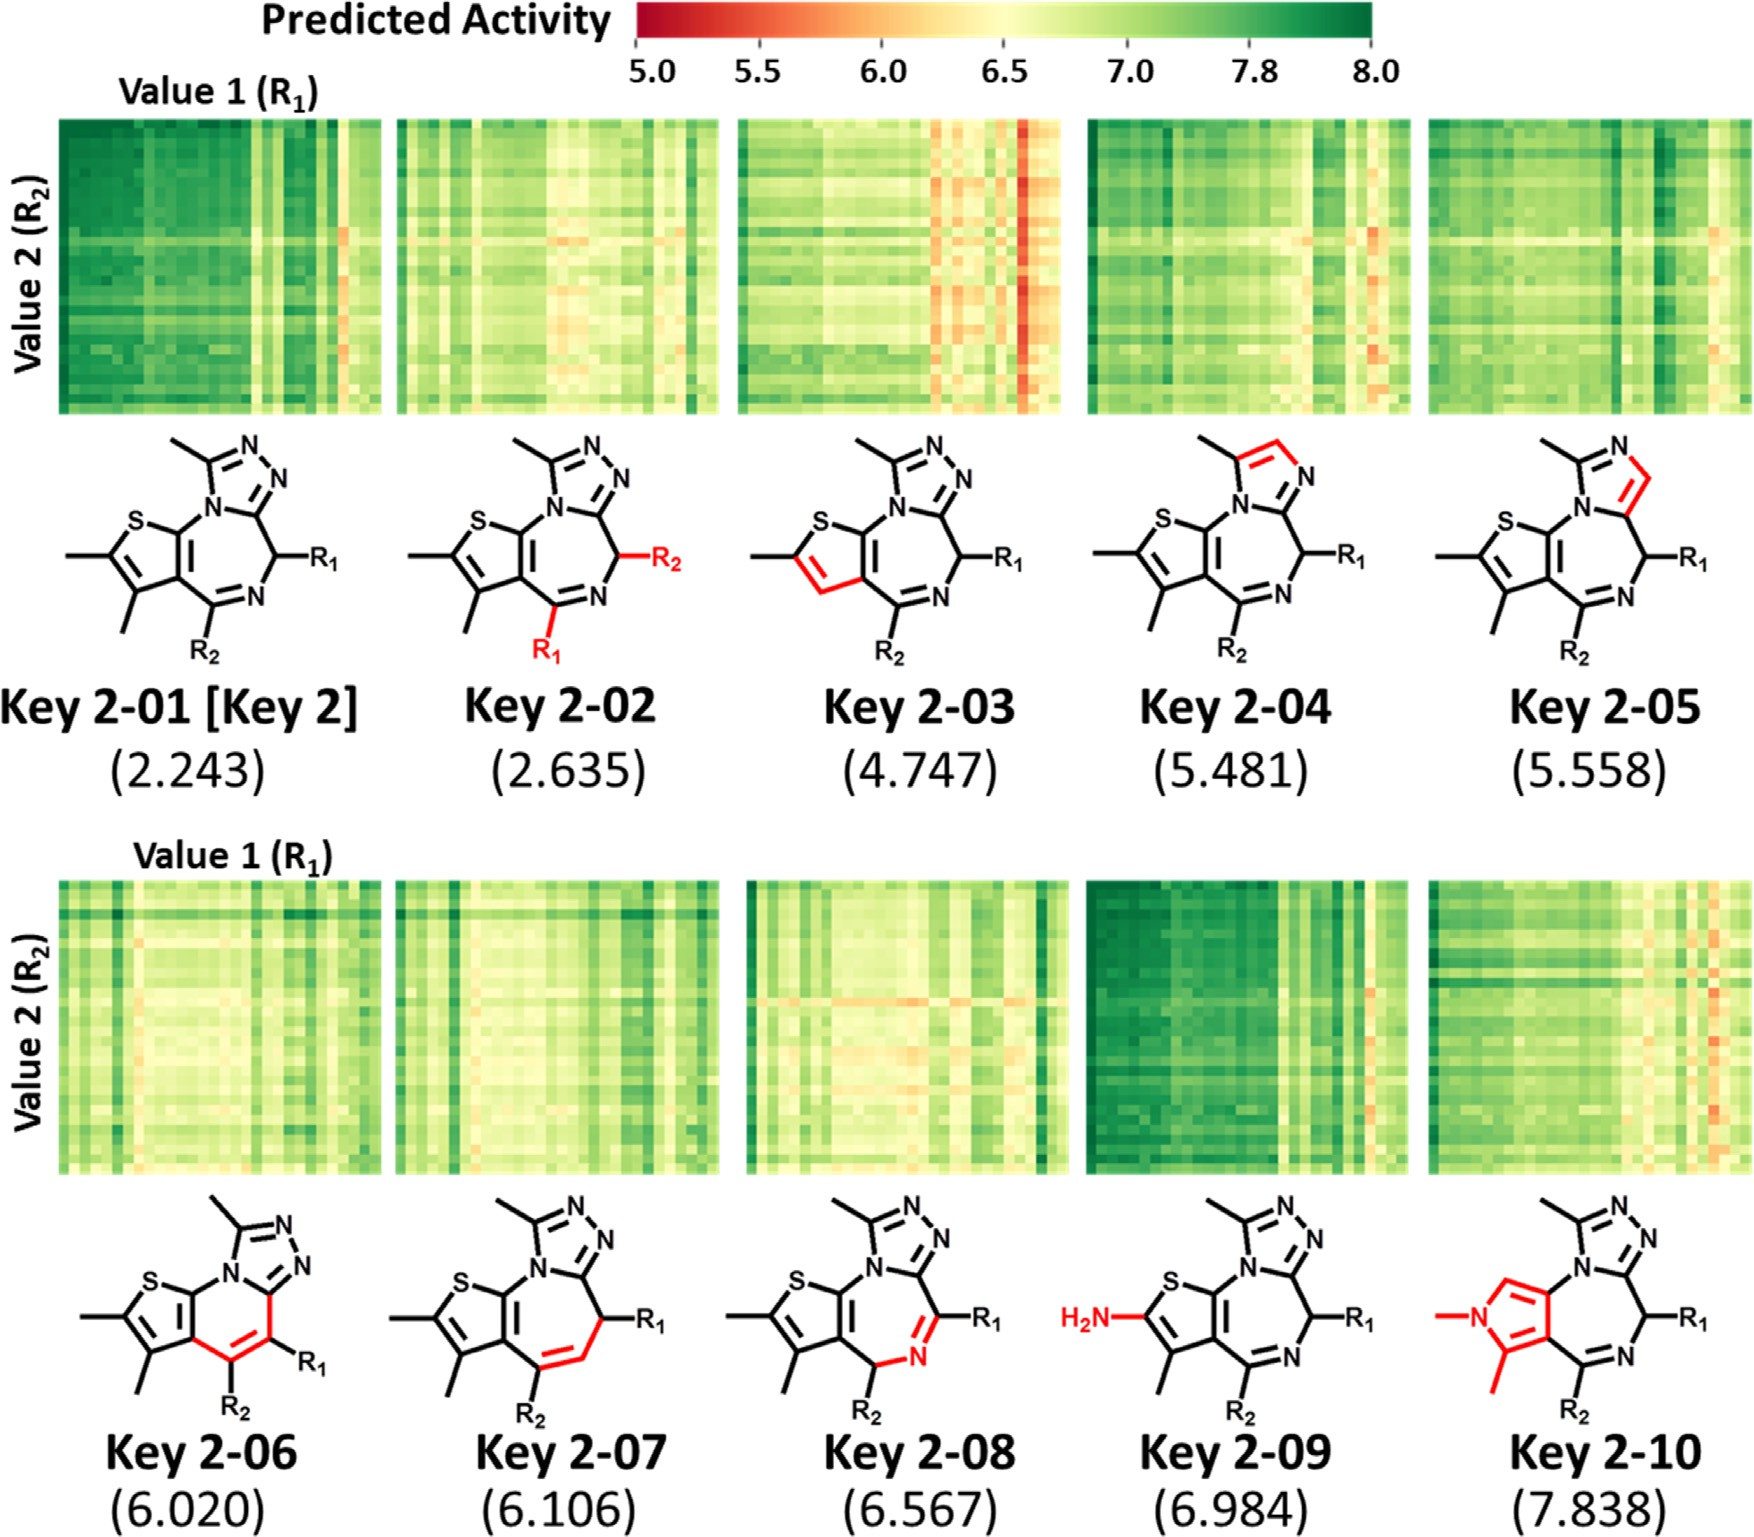 Predicted Activity
5.0 5.5 6.0 6.5 7.0 7.8 8.0
Value 1 (R1)
Value 2 (R2)
N N N S N R1 R2
N N N S N R2 R1
N N N S N R1 R2
N N S N R1 R2
N N S N R1 R2
Key 2-01 [Key 2] Key 2-02 Key 2-03 Key 2-04 Key 2-05
(2.243) (2.635) (4.747) (5.481) (5.558)
Value 1 (R1)
Value 2 (R2)
N N N S R1 R2
N N N S R1 R2
N N N S R1 N R2
N N N S H2N R1 N R2
N N N N R1 N R2
Key 2-06 Key 2-07 Key 2-08 Key 2-09 Key 2-10
(6.020) (6.106) (6.567) (6.984) (7.838)